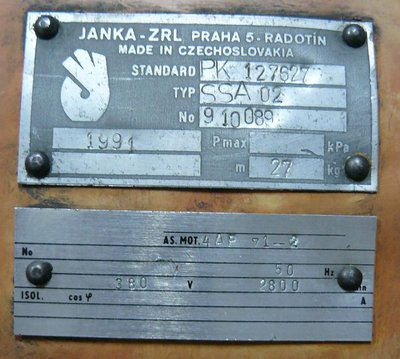 JANKA-ZRL PRAHA 5-RADOTÍN
MADE IN CZECHOSLOVAKIA
STANDARD PK 127627
TYP SSA 02
No 910089
1991 Pmax kPa
m 27 kg
AS. MOT. 4AP 71-2
No
50 Hz
380 V 2800
ISOL. cos φ A